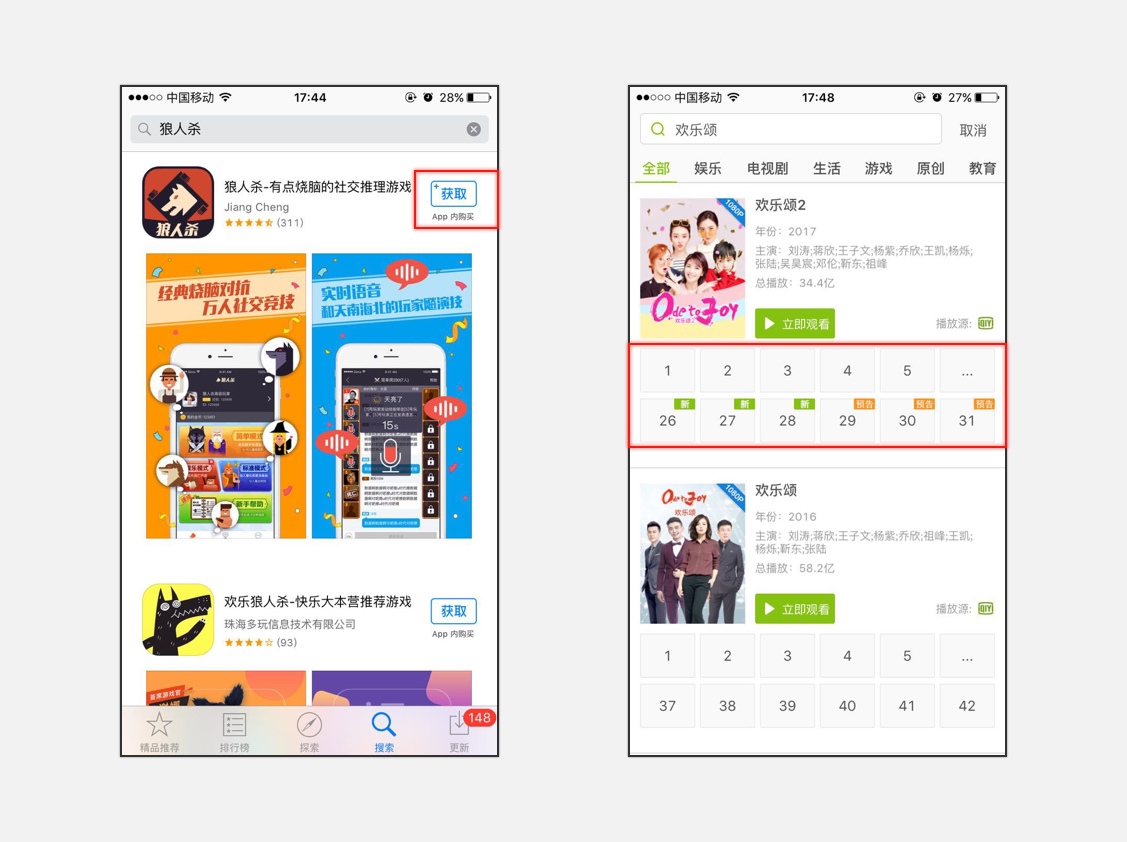 中国移动 17:44 28%
狼人杀
狼人杀-有点烧脑的社交推理游戏
Jiang Cheng
(311)
+获取
App 内购买
狼人杀
经典烧脑对抗
万人社交竞技
实时语音
和天南海北的玩家飚演技
狼人杀
简单模式
娱乐模式
标准模式
新手帮助
天亮了
15s
欢乐狼人杀-快乐大本营推荐游戏
珠海多玩信息技术有限公司
(93)
获取
App 内购买
首席游戏官
精品推荐
排行榜
探索
搜索
更新
148
中国移动 17:48 27%
欢乐颂
取消
全部 娱乐 电视剧 生活 游戏 原创 教育
1080P
Ode to Joy
欢乐颂2
年份：2017
主演：刘涛;蒋欣;王子文;杨紫;乔欣;王凯;杨烁;
张陆;吴昊宸;邓伦;靳东;祖峰
总播放：34.4亿
立即观看
播放源: QIY
1 2 3 4 5 ...
新 新 新 预告 预告 预告
26 27 28 29 30 31
1080P
Ode to Joy
欢乐颂
欢乐颂
年份：2016
主演：刘涛;蒋欣;王子文;杨紫;乔欣;祖峰;王凯;
杨烁;靳东;张陆
总播放：58.2亿
立即观看
播放源: QIY
1 2 3 4 5 ...
37 38 39 40 41 42